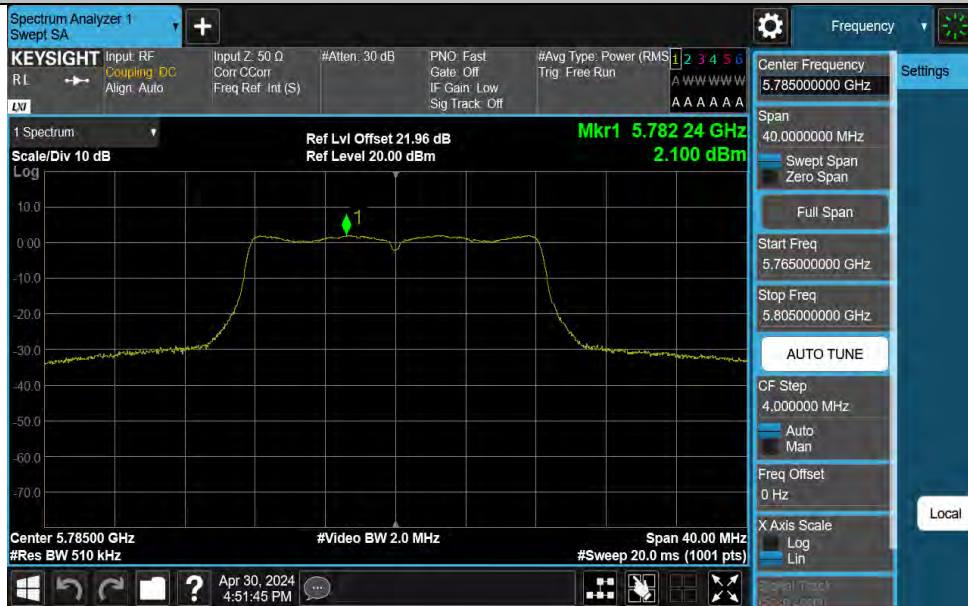 Spectrum Analyzer 1
Swept SA
+
Frequency
KEYSIGHT
RL
LXI
Input: RF
Coupling: DC
Align: Auto
Input Z: 50 Ω
Corr CCorr
Freq Ref: Int (S)
#Atten: 30 dB
PNO: Fast
Gate: Off
IF Gain: Low
Sig Track: Off
#Avg Type: Power (RMS
Trig: Free Run
1 2 3 4 5 6
A W W W W W
A A A A A A
1 Spectrum
Scale/Div 10 dB
Log
Ref Lvl Offset 21.96 dB
Ref Level 20.00 dBm
Mkr1 5.782 24 GHz
2.100 dBm
1
10.0
0.00
-10.0
-20.0
-30.0
-40.0
-50.0
-60.0
-70.0
Center 5.78500 GHz
#Res BW 510 kHz
#Video BW 2.0 MHz
Span 40.00 MHz
#Sweep 20.0 ms (1001 pts)
?
Apr 30, 2024
4:51:45 PM
Center Frequency
5.785000000 GHz
Span
40.0000000 MHz
Swept Span
Zero Span
Full Span
Start Freq
5.765000000 GHz
Stop Freq
5.805000000 GHz
AUTO TUNE
CF Step
4.000000 MHz
Auto
Man
Freq Offset
0 Hz
X Axis Scale
Log
Lin
Signal Track
(Span Zoom)
Settings
Local